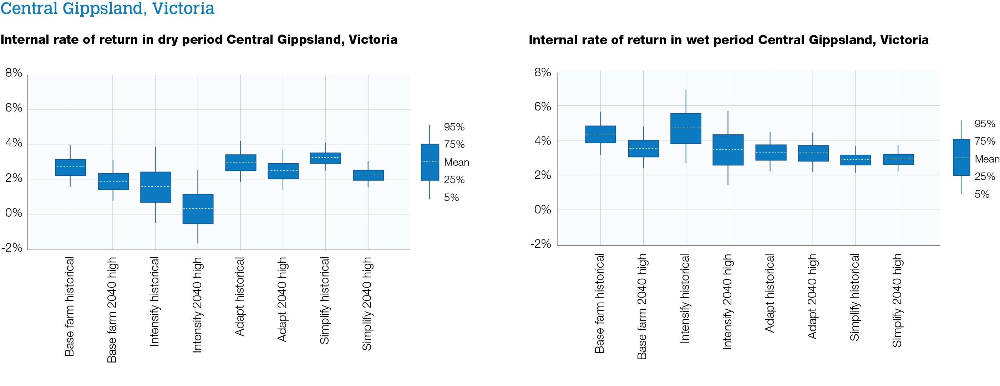 Central Gippsland, Victoria
Internal rate of return in dry period Central Gippsland, Victoria
8%
6%
4%
2%
0%
-2%
Base farm historical
Base farm 2040 high
Intensify historical
Intensify 2040 high
Adapt historical
Adapt 2040 high
Simplify historical
Simplify 2040 high
95%
75%
Mean
25%
5%
Internal rate of return in wet period Central Gippsland, Victoria
8%
6%
4%
2%
0%
-2%
Base farm historical
Base farm 2040 high
Intensify historical
Intensify 2040 high
Adapt historical
Adapt 2040 high
Simplify historical
Simplify 2040 high
95%
75%
Mean
25%
5%